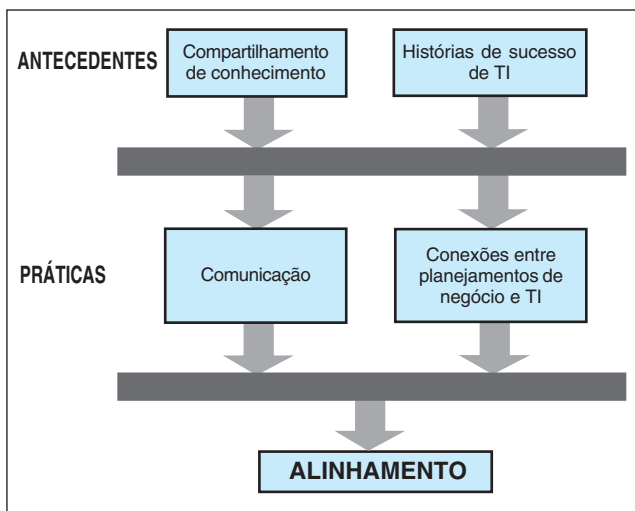 ANTECEDENTES
Compartilhamento
de conhecimento
Histórias de sucesso
de TI
PRÁTICAS
Comunicação
Conexões entre
planejamentos de
negócio e TI
ALINHAMENTO